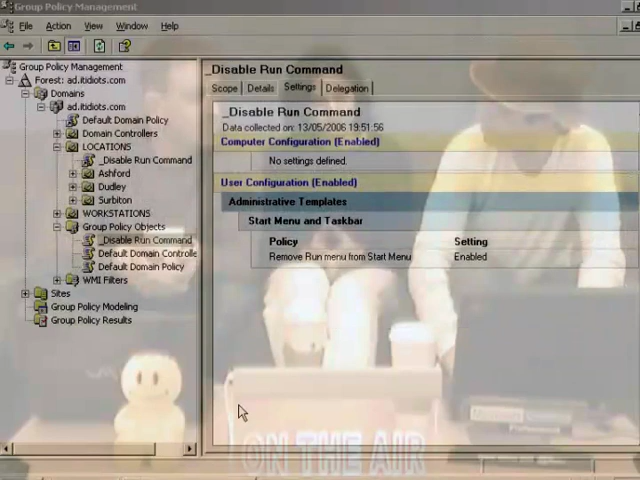 Group Policy Management
File Action View Window Help
Group Policy Management
Forest: ad.itidiots.com
Domains
ad.itidiots.com
Default Domain Policy
Domain Controllers
LOCATIONS
_Disable Run Command
Ashford
Dudley
Surbiton
WORKSTATIONS
Group Policy Objects
_Disable Run Command
Default Domain Controlle
Default Domain Policy
WMI Filters
Sites
Group Policy Modeling
Group Policy Results
_Disable Run Command
Scope Details Settings Delegation
_Disable Run Command
Data collected on: 13/05/2006 19:51:56
Computer Configuration (Enabled)
No settings defined.
User Configuration (Enabled)
Administrative Templates
Start Menu and Taskbar
Policy Setting
Remove Run menu from Start Menu Enabled
ON THE AIR